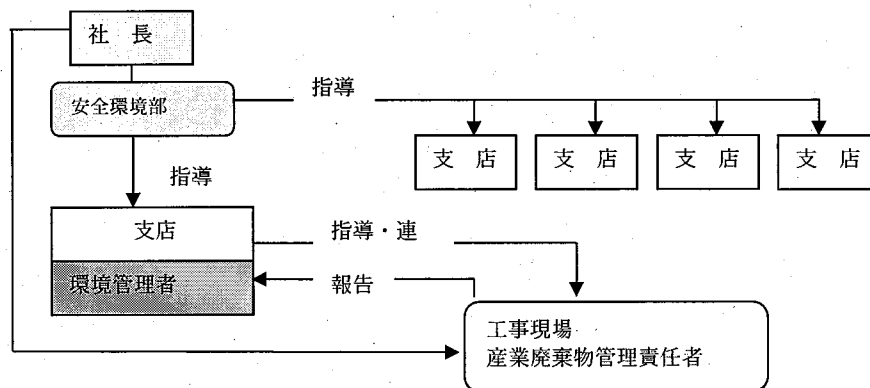 社　長
安全環境部
指導
支　店
支　店
支　店
支　店
指導
支店
指導・連
環境管理者
報告
工事現場
産業廃棄物管理責任者